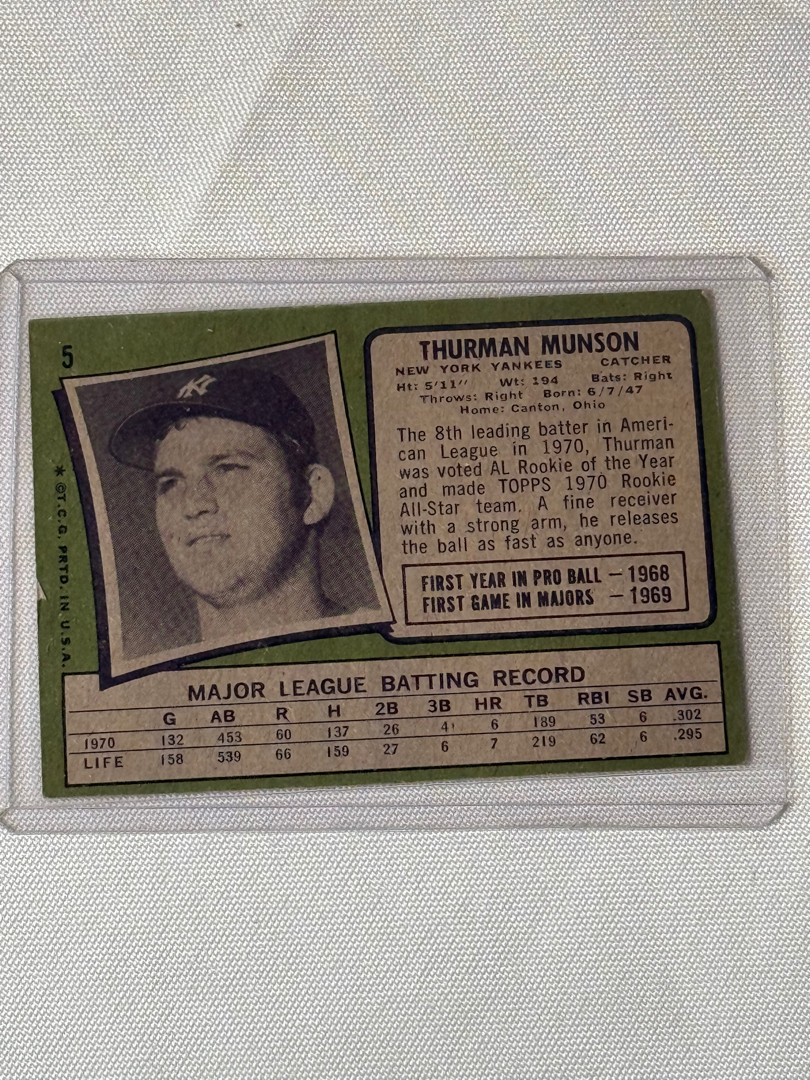 5
THURMAN MUNSON
NEW YORK YANKEES CATCHER
Ht: 5'11" Wt: 194 Bats: Right
Throws: Right Born: 6/7/47
Home: Canton, Ohio
The 8th leading batter in Ameri-
can League in 1970, Thurman
was voted AL Rookie of the Year
and made TOPPS 1970 Rookie
All-Star team. A fine receiver
with a strong arm, he releases
the ball as fast as anyone.
FIRST YEAR IN PRO BALL – 1968
FIRST GAME IN MAJORS – 1969
* ©T.C.G. PRTD. IN U.S.A.
MAJOR LEAGUE BATTING RECORD
G AB R H 2B 3B HR TB RBI SB AVG.
1970 132 453 60 137 26 4 6 189 53 6 .302
LIFE 158 539 66 159 27 6 7 219 62 6 .295
NY